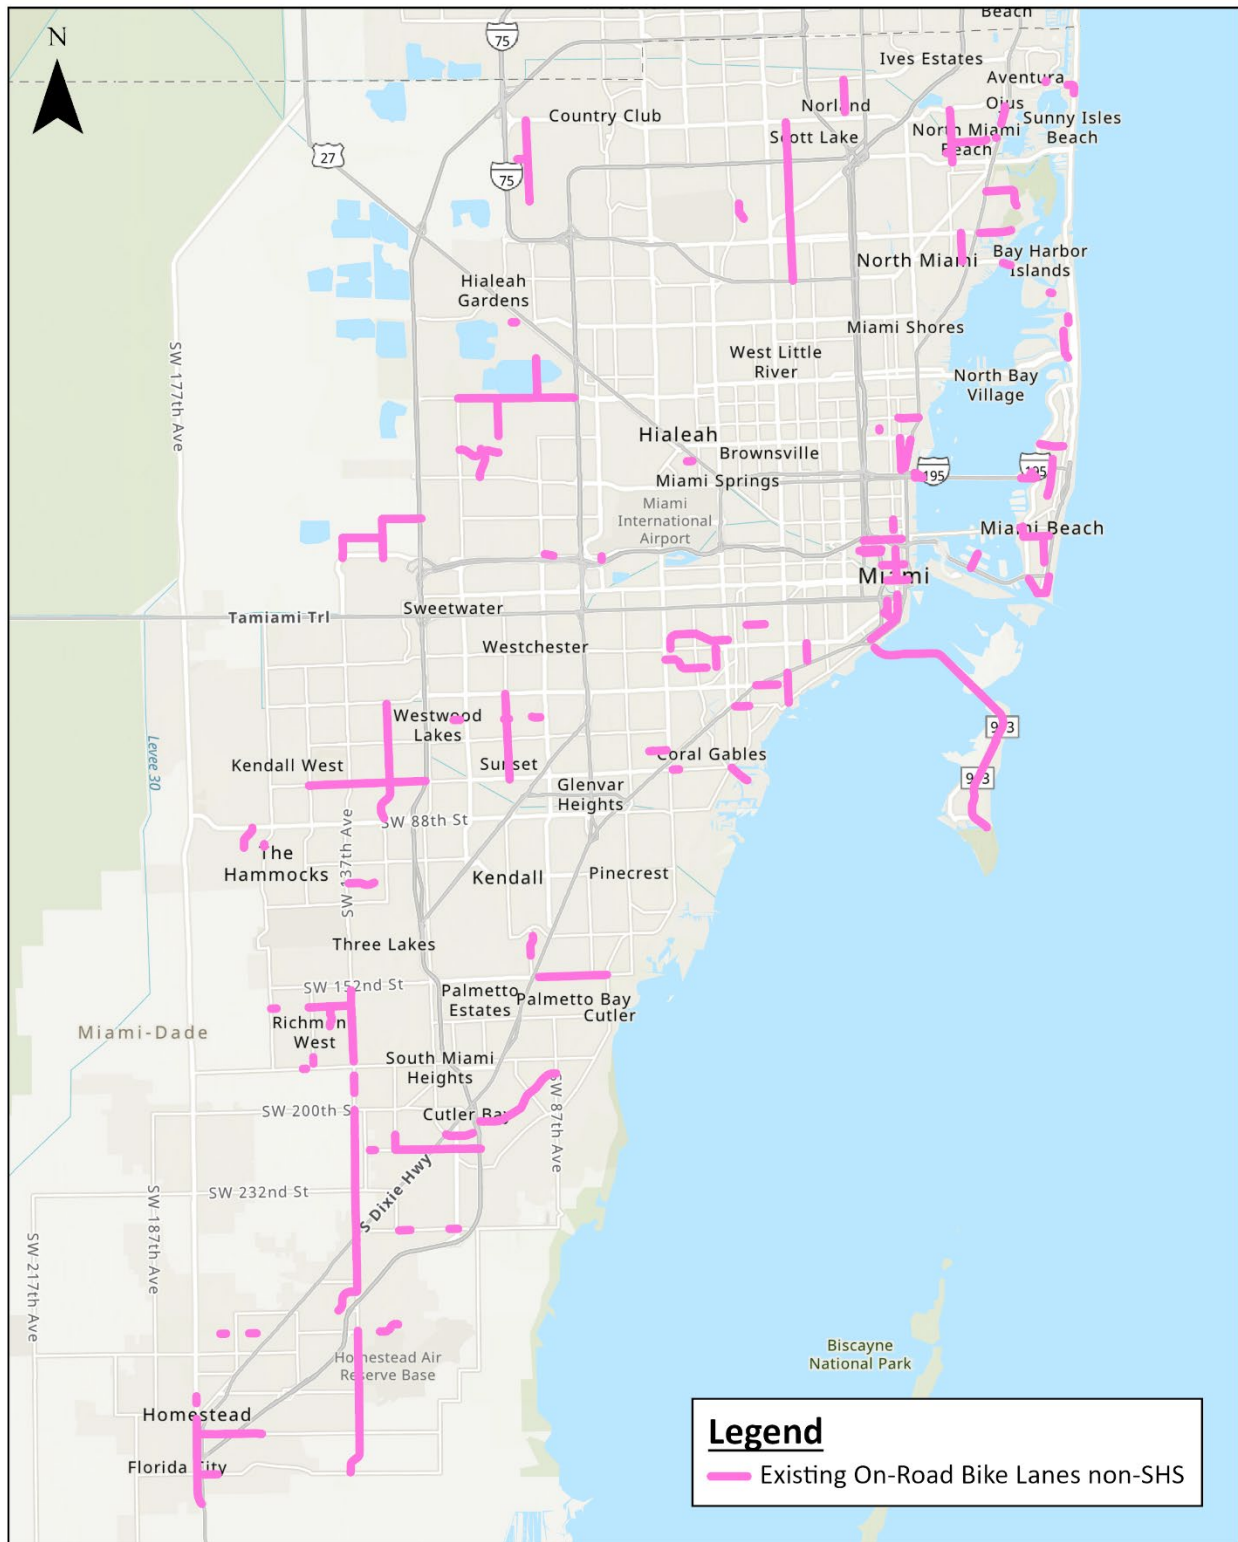 Beach
N
75
Ives Estates
Aventura
Country Club
Norland
Ojus
Sunny Isles
Beach
Scott Lake
North Miami
Beach
27
75
North Miami
Bay Harbor
Islands
Hialeah
Gardens
Miami Shores
SW 177th Ave
West Little
River
North Bay
Village
Hialeah
Brownsville
Miami Springs
195
195
Miami
International
Airport
Miami Beach
Miami
Sweetwater
Tamiami Trl
Westchester
Westwood
Lakes
Levee 30
Kendall West
Sunset
Coral Gables
Glenvar
Heights
SW 88th St
The
Hammocks
SW 137th Ave
Kendall
Pinecrest
Three Lakes
SW 152nd St
Palmetto
Estates
Palmetto Bay
Cutler
Miami-Dade
West
South Miami
Heights
SW 87th Ave
SW 200th S
Cutler Bay
S Dixie Hwy
SW 232nd St
SW 187th Ave
SW 217th Ave
Biscayne
National Park
Homestead Air
Reserve Base
Homestead
Florida City
Legend
Existing On-Road Bike Lanes non-SHS